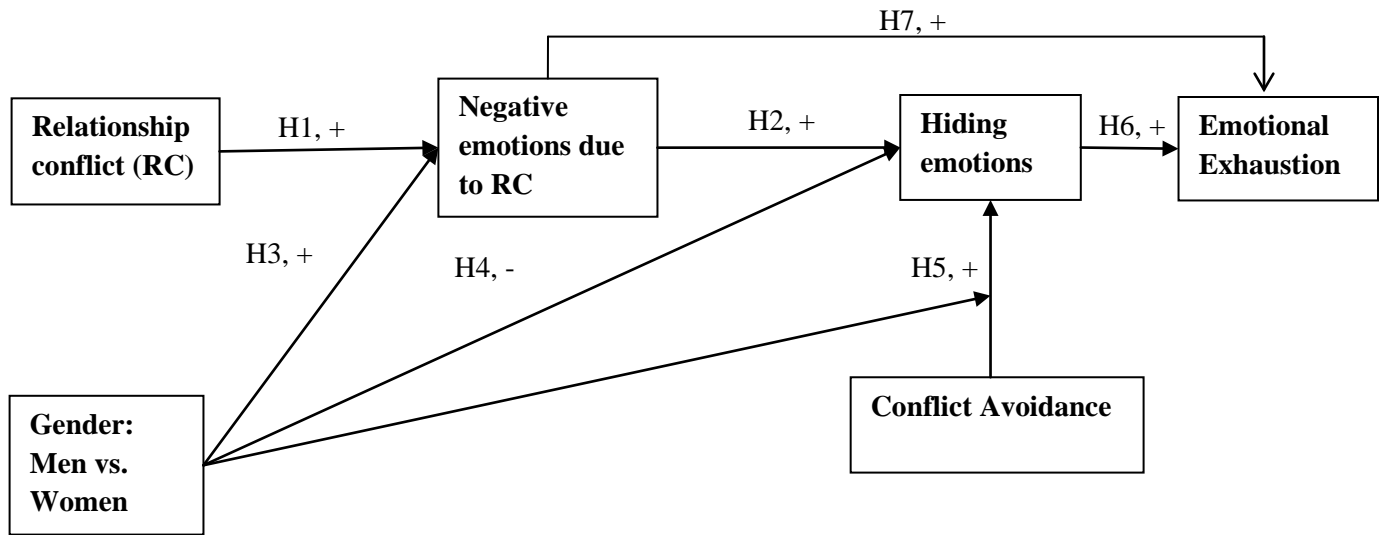 H7, +
Relationship
conflict (RC)
H1, +
Negative
emotions due
to RC
H2, +
Hiding
emotions
H6, +
Emotional
Exhaustion
H3, +
H4, -
H5, +
Gender:
Men vs.
Women
Conflict Avoidance